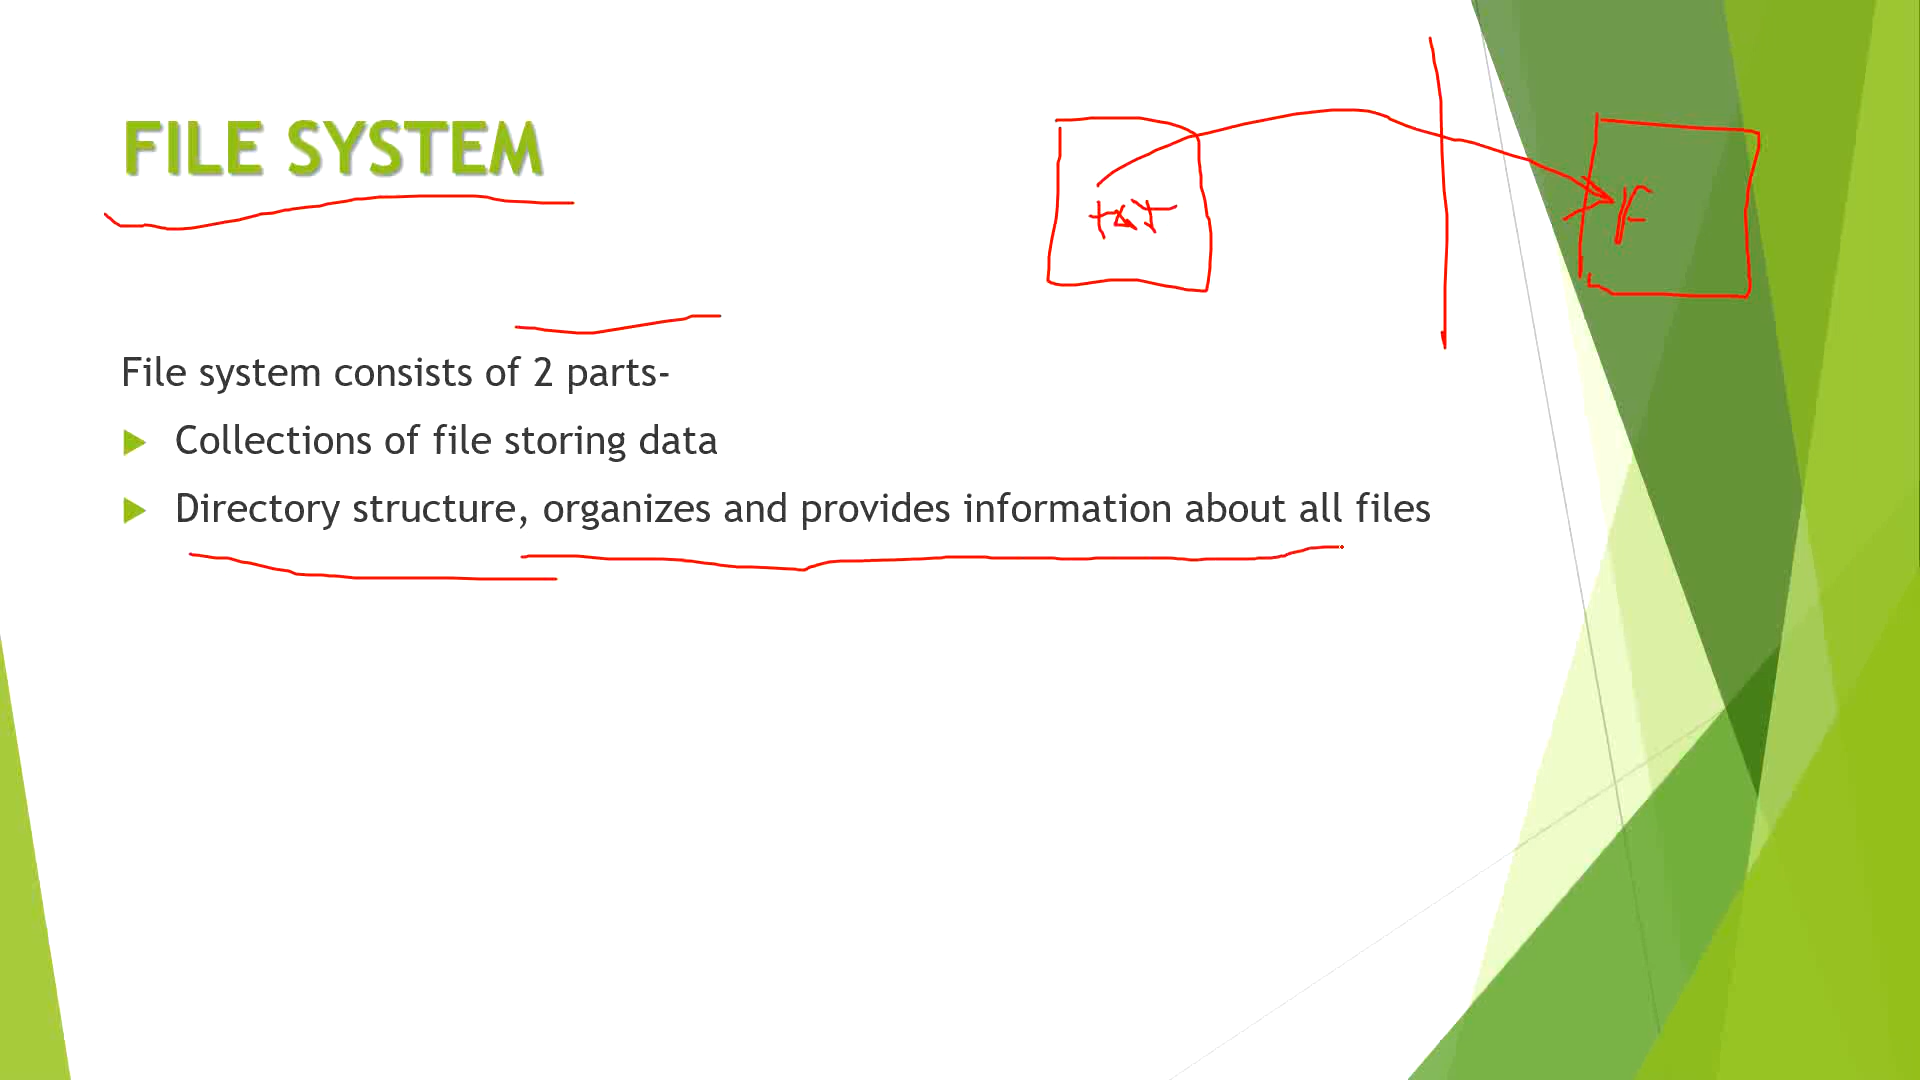 FILE SYSTEM
txt
F
File system consists of 2 parts-
Collections of file storing data
Directory structure, organizes and provides information about all files